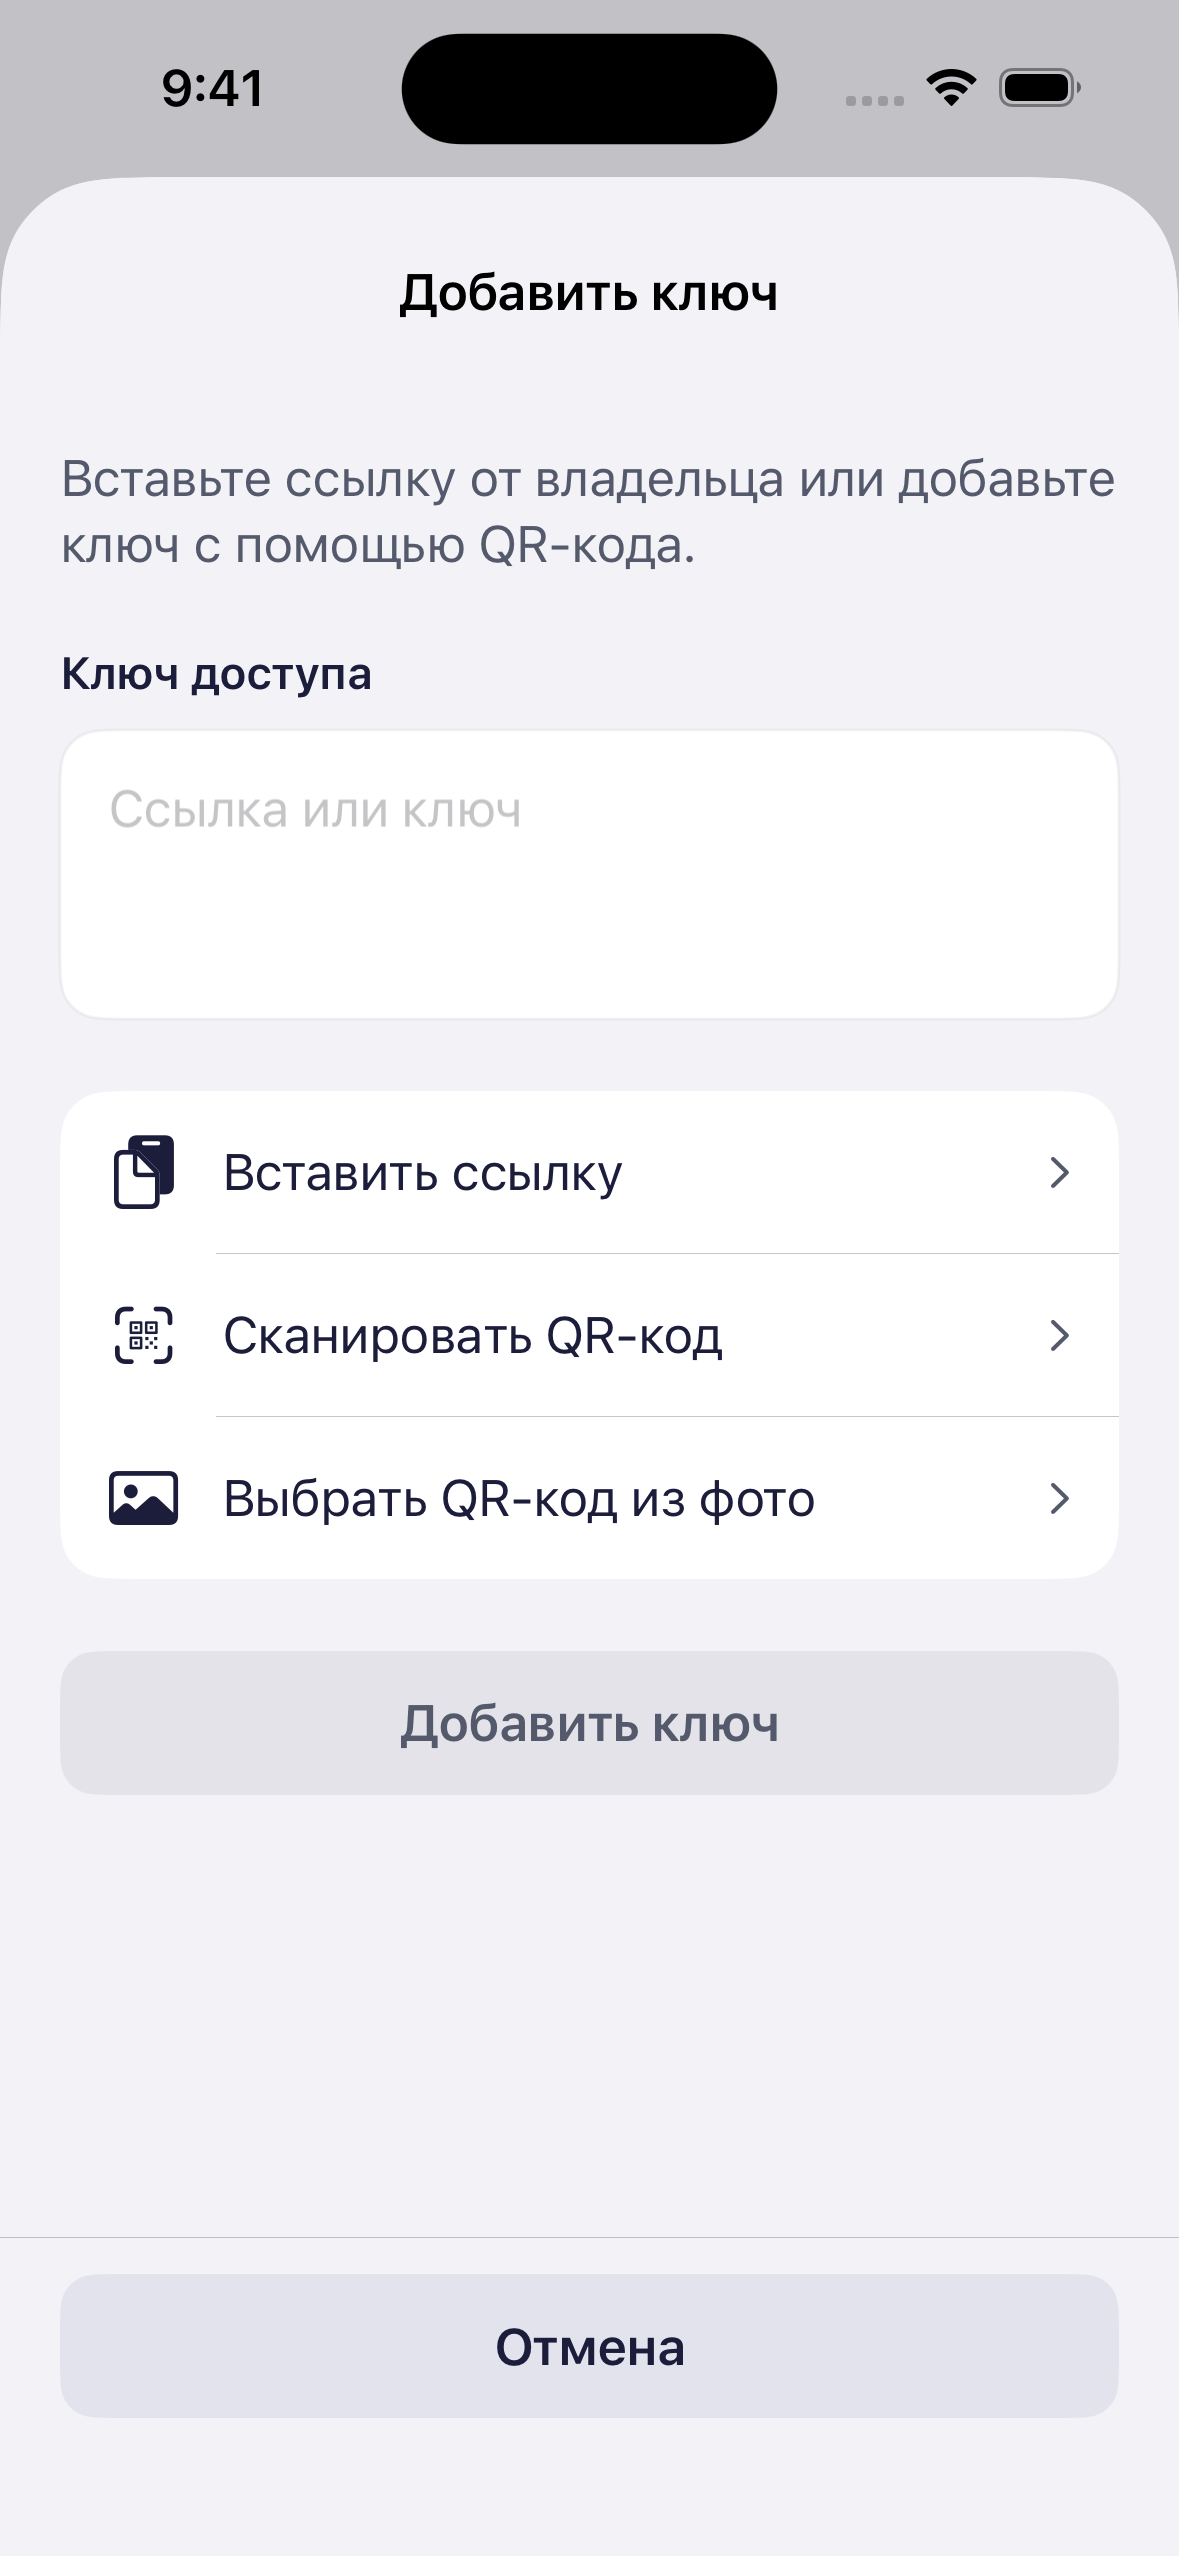 9:41
Добавить ключ
Вставьте ссылку от владельца или добавьте
ключ с помощью QR-кода.
Ключ доступа
Ссылка или ключ
Вставить ссылку
Сканировать QR-код
Выбрать QR-код из фото
Добавить ключ
Отмена